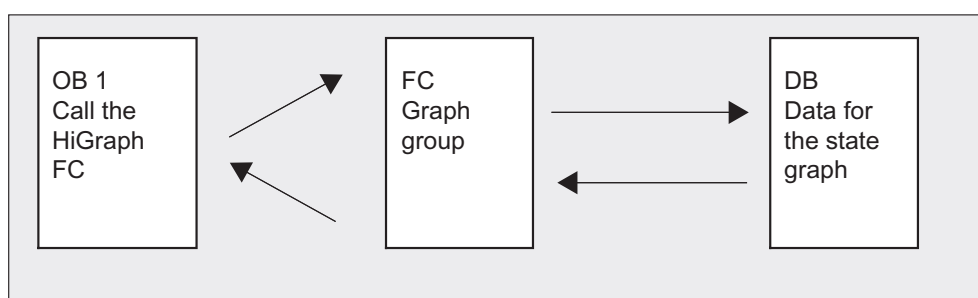 OB 1
Call the
HiGraph
FC
FC
Graph
group
DB
Data for
the state
graph